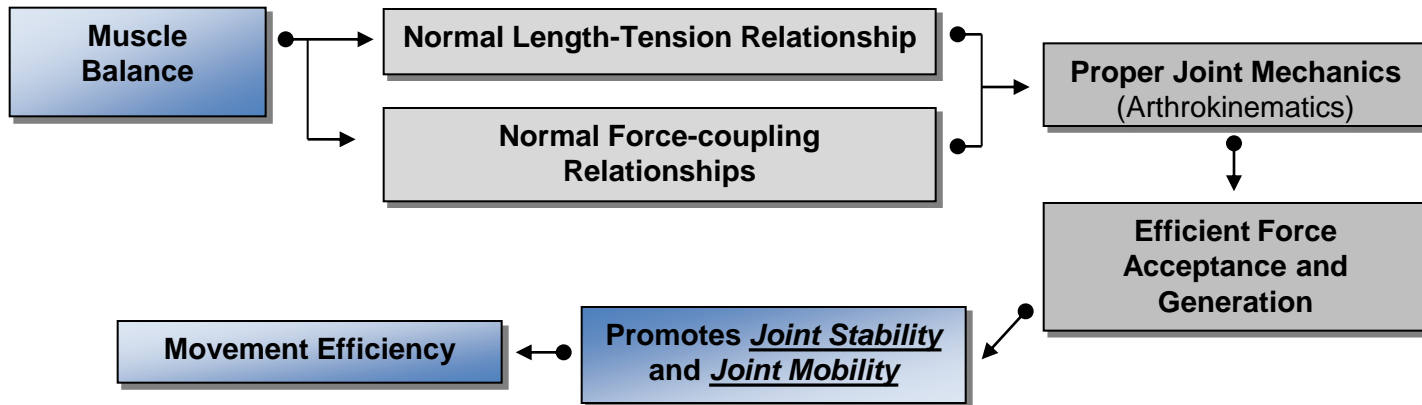 Muscle
Balance
Normal Length-Tension Relationship
Normal Force-coupling
Relationships
Proper Joint Mechanics
(Arthrokinematics)
Efficient Force
Acceptance and
Generation
Promotes Joint Stability
and Joint Mobility
Movement Efficiency